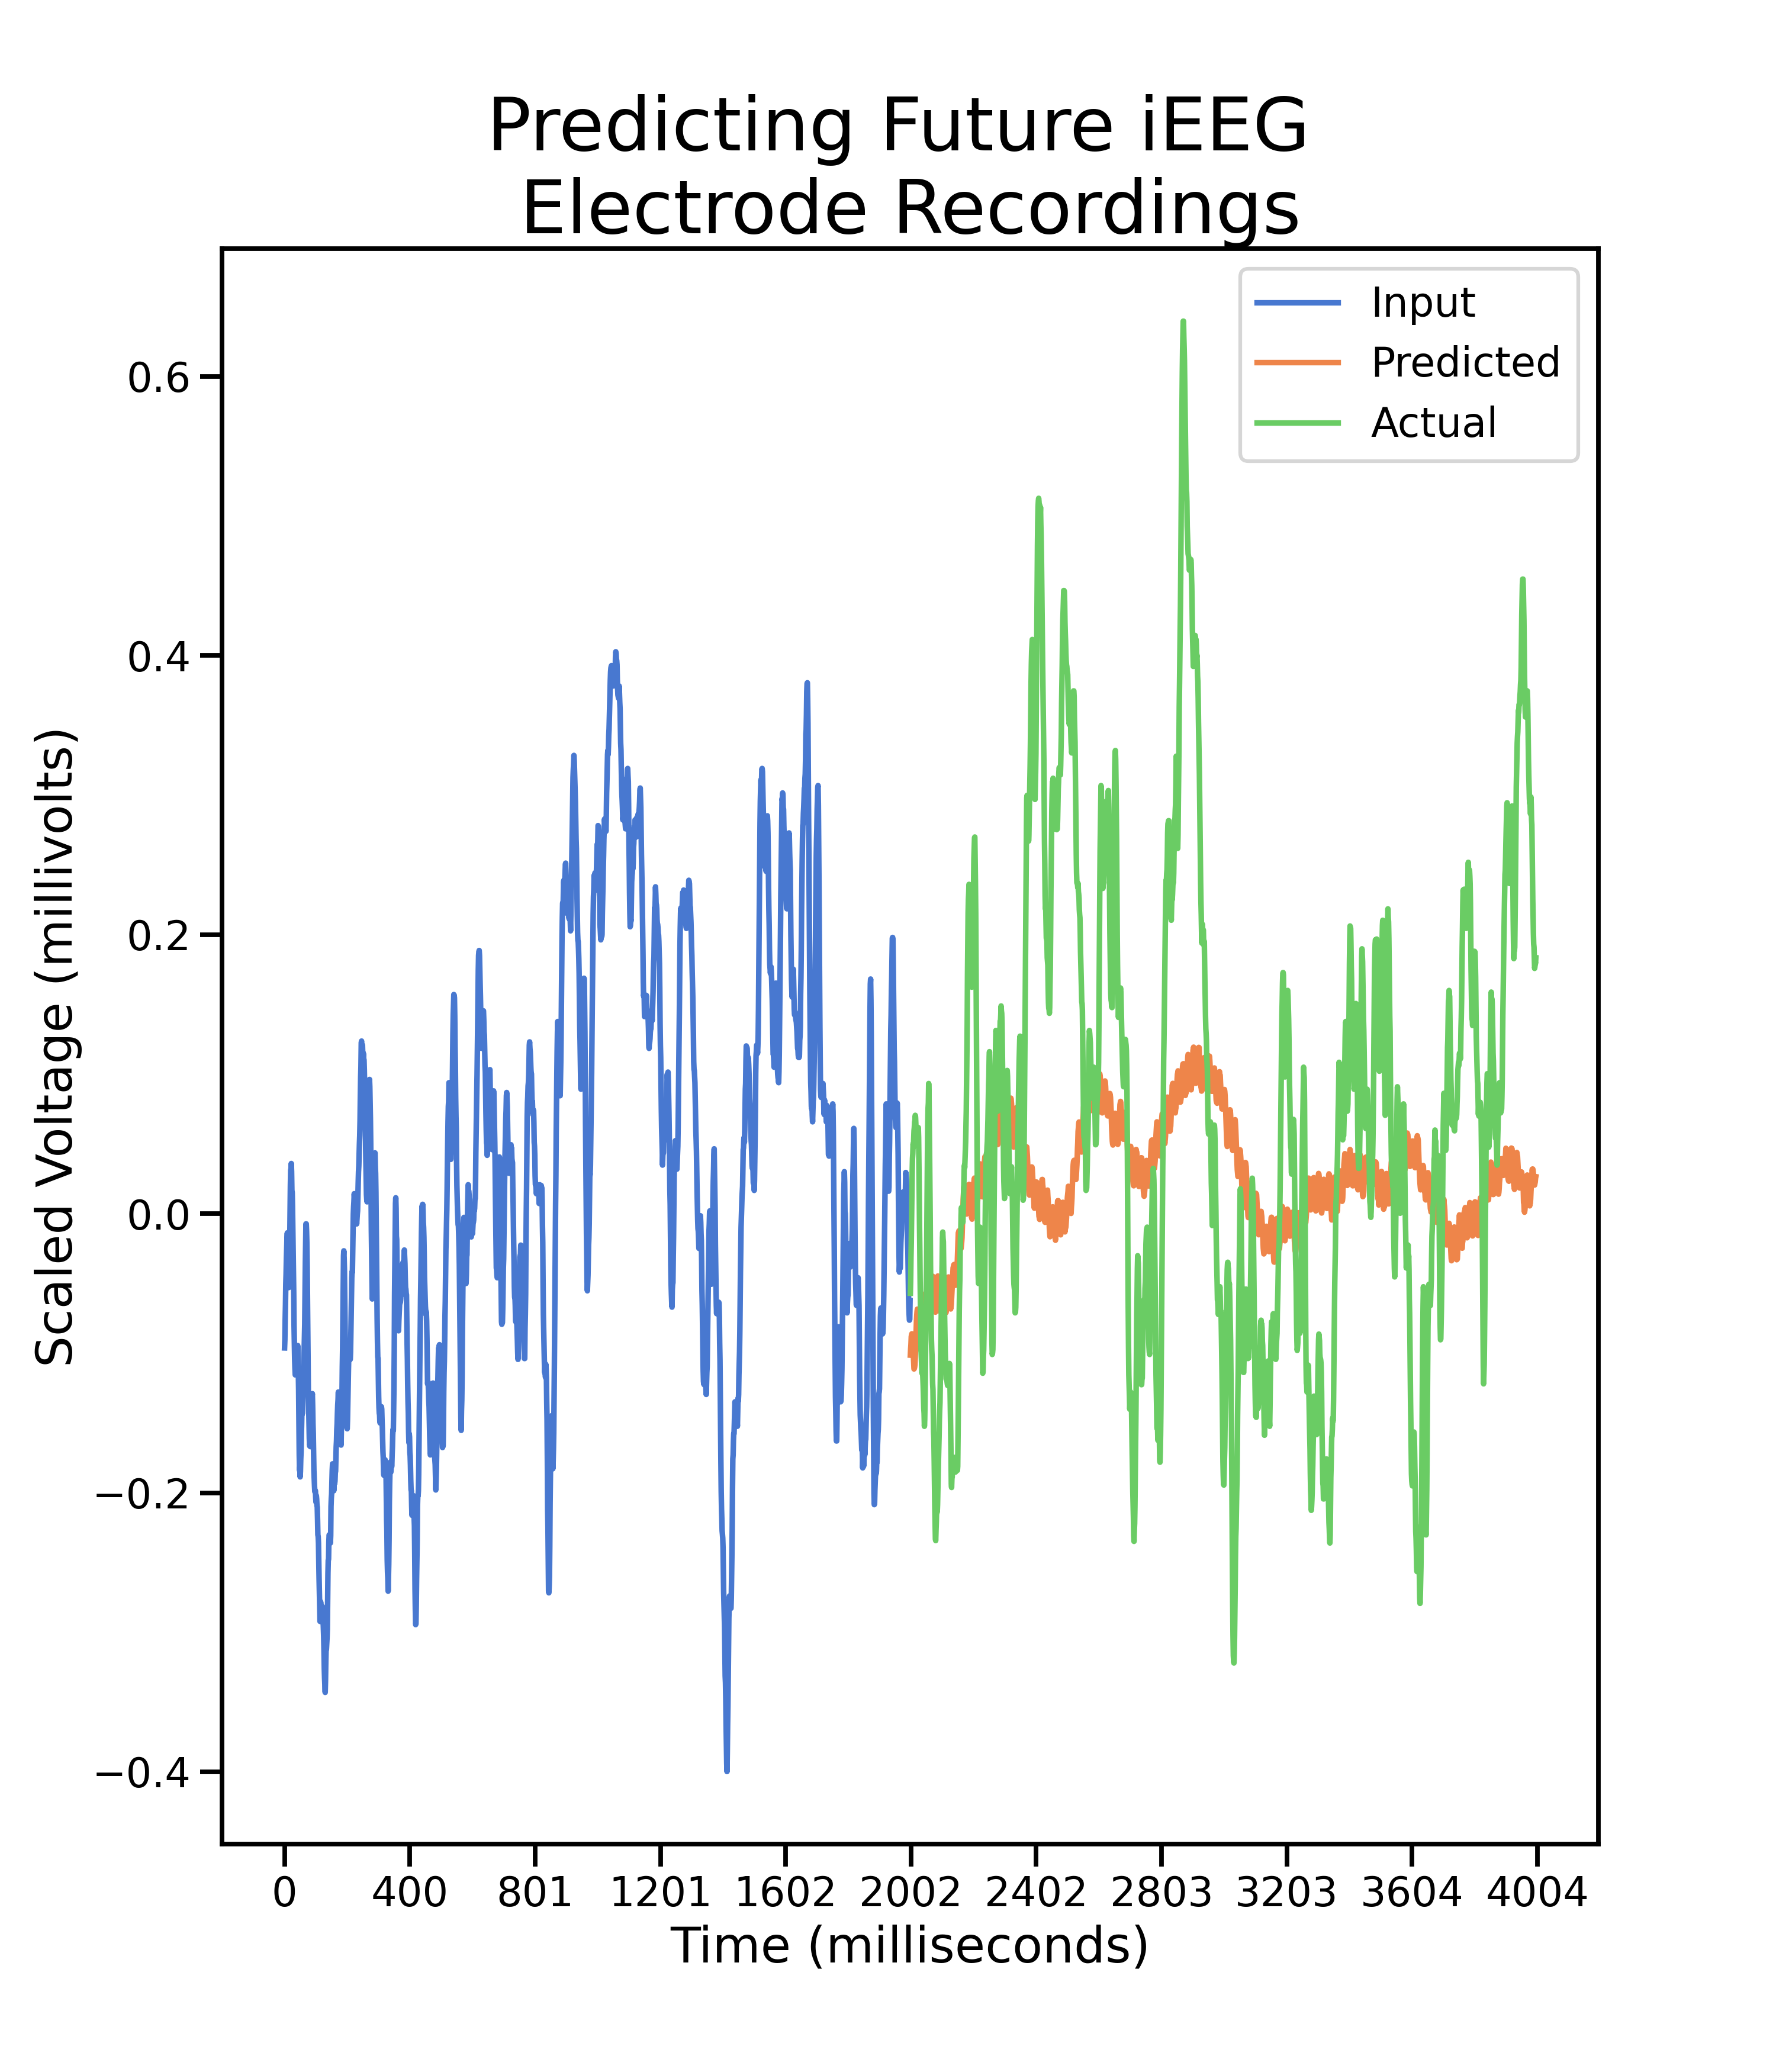 Predicting Future iEEG
Electrode Recordings
Input
Predicted
Actual
0.6
0.4
0.2
0.0
−0.2
−0.4
Scaled Voltage (millivolts)
0 400 801 1201 1602 2002 2402 2803 3203 3604 4004
Time (milliseconds)